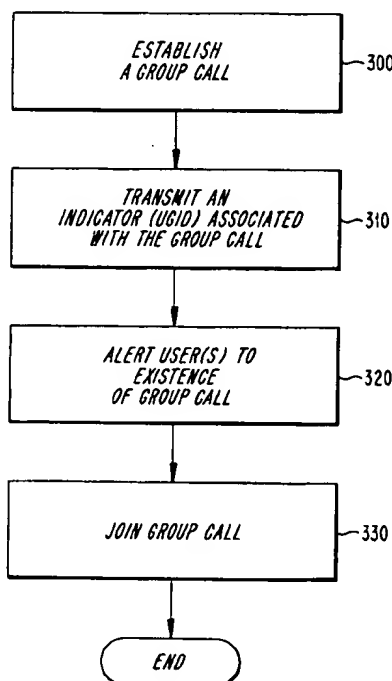 ESTABLISH
A GROUP CALL
300
TRANSMIT AN
INDICATOR (UGID) ASSOCIATED
WITH THE GROUP CALL
310
ALERT USER(S) TO
EXISTENCE
OF GROUP CALL
320
JOIN GROUP CALL
330
END